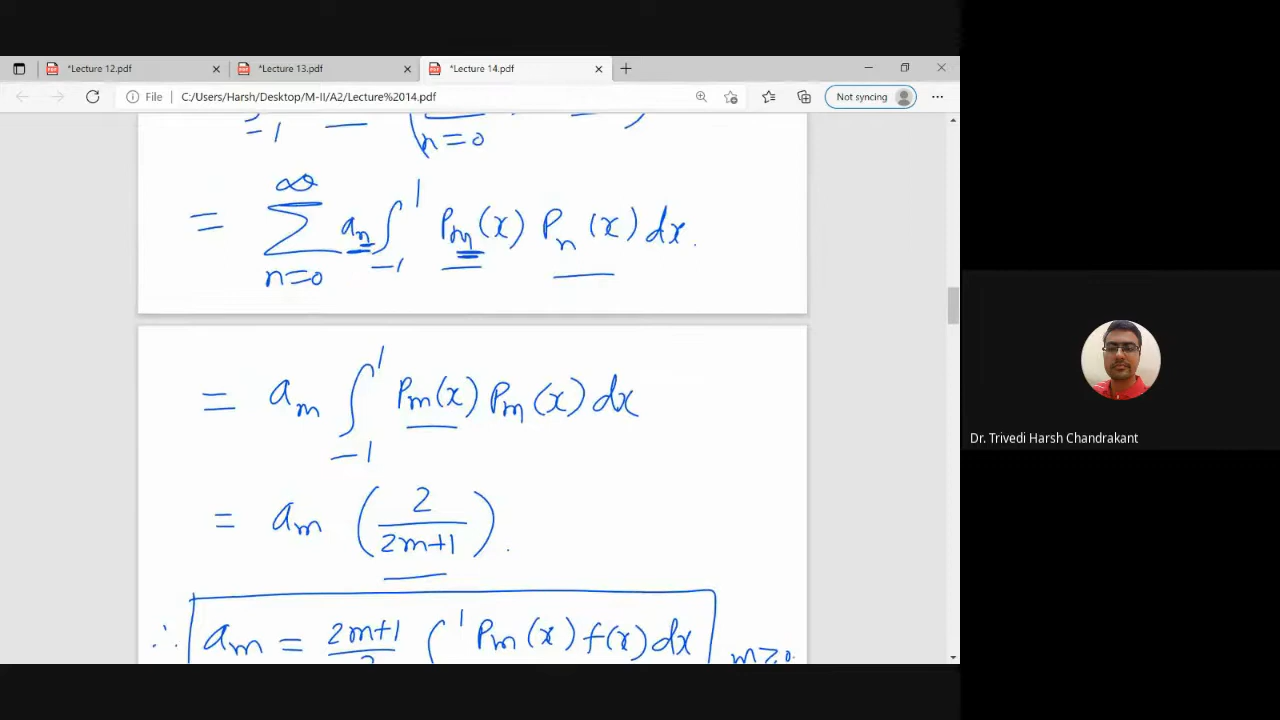 *Lecture 12.pdf *Lecture 13.pdf *Lecture 14.pdf
File C:/Users/Harsh/Desktop/M-II/A2/Lecture%2014.pdf Not syncing
-1 n=0
= ∑_{n=0}^{∞} a_n ∫_{-1}^{1} P_m(x) P_n(x) dx.
= a_m ∫_{-1}^{1} P_m(x) P_m(x) dx
= a_m (2/(2m+1)).
∴ a_m = (2m+1)/2 ∫^{1} P_m(x) f(x) dx
Dr. Trivedi Harsh Chandrakant